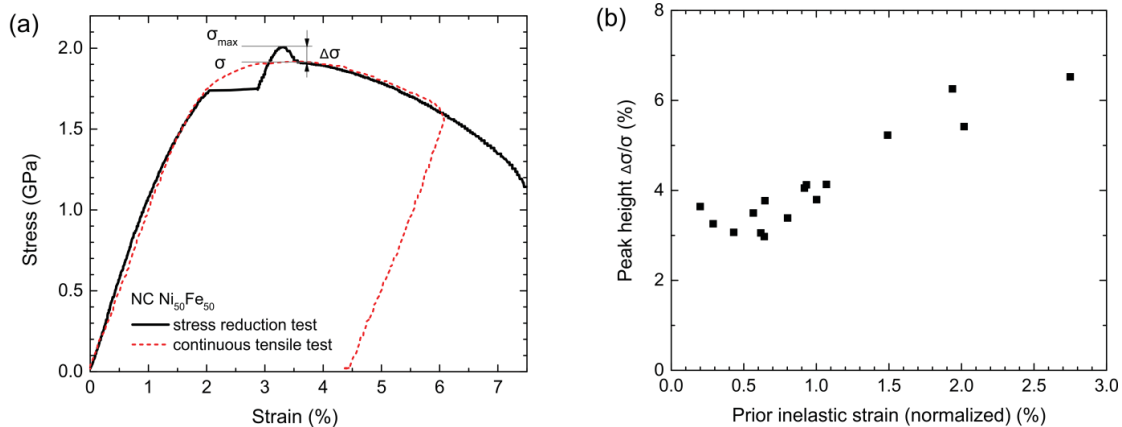 (a)
σmax
σ
Δσ
2.0
1.5
1.0
0.5
0.0
Stress (GPa)
NC Ni50Fe50
stress reduction test
continuous tensile test
0 1 2 3 4 5 6 7
Strain (%)
(b)
8
6
4
2
0
Peak height Δσ/σ (%)
0.0 0.5 1.0 1.5 2.0 2.5 3.0
Prior inelastic strain (normalized) (%)